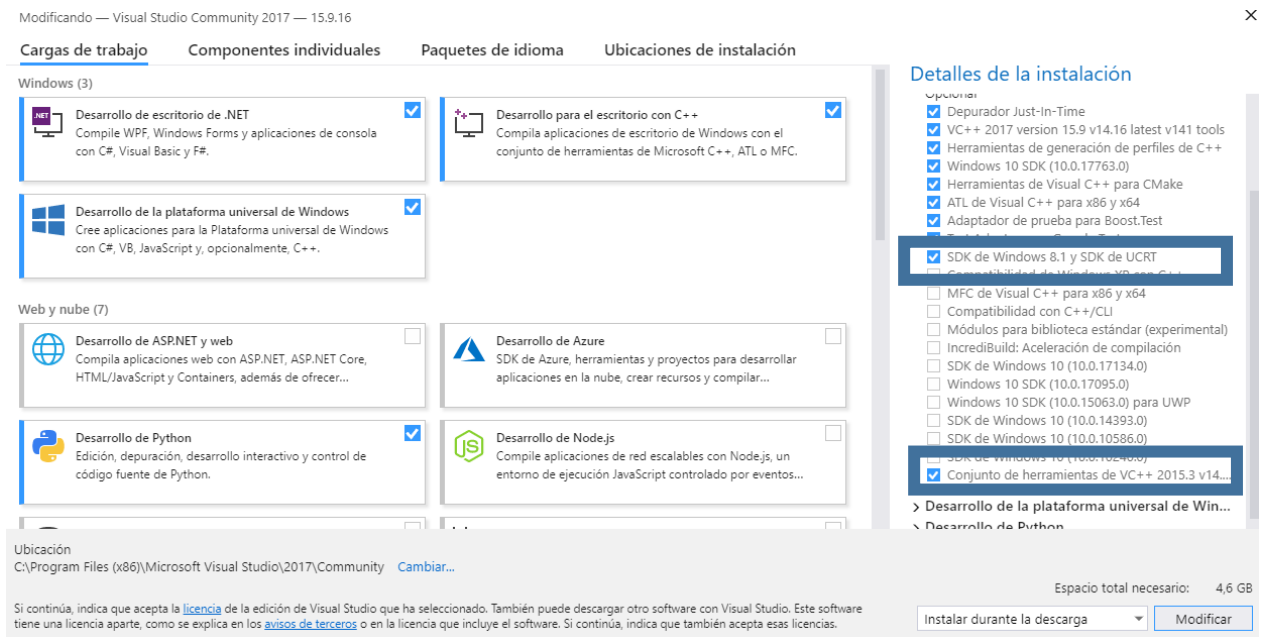 Modificando — Visual Studio Community 2017 — 15.9.16
Cargas de trabajo
Componentes individuales
Paquetes de idioma
Ubicaciones de instalación
Windows (3)
.NET
Desarrollo de escritorio de .NET
Compile WPF, Windows Forms y aplicaciones de consola
con C#, Visual Basic y F#.
Desarrollo para el escritorio con C++
Compila aplicaciones de escritorio de Windows con el
conjunto de herramientas de Microsoft C++, ATL o MFC.
Desarrollo de la plataforma universal de Windows
Cree aplicaciones para la Plataforma universal de Windows
con C#, VB, JavaScript y, opcionalmente, C++.
Web y nube (7)
Desarrollo de ASP.NET y web
Compila aplicaciones web con ASP.NET, ASP.NET Core,
HTML/JavaScript y Containers, además de ofrecer...
Desarrollo de Azure
SDK de Azure, herramientas y proyectos para desarrollar
aplicaciones en la nube, crear recursos y compilar...
Desarrollo de Python
Edición, depuración, desarrollo interactivo y control de
código fuente de Python.
JS
Desarrollo de Node.js
Compile aplicaciones de red escalables con Node.js, un
entorno de ejecución JavaScript controlado por eventos...
Detalles de la instalación
Opcional
Depurador Just-In-Time
VC++ 2017 version 15.9 v14.16 latest v141 tools
Herramientas de generación de perfiles de C++
Windows 10 SDK (10.0.17763.0)
Herramientas de Visual C++ para CMake
ATL de Visual C++ para x86 y x64
Adaptador de prueba para Boost.Test
SDK de Windows 8.1 y SDK de UCRT
Compatibilidad de Windows XP con C++
MFC de Visual C++ para x86 y x64
Compatibilidad con C++/CLI
Módulos para biblioteca estándar (experimental)
IncrediBuild: Aceleración de compilación
SDK de Windows 10 (10.0.17134.0)
Windows 10 SDK (10.0.17095.0)
Windows 10 SDK (10.0.15063.0) para UWP
SDK de Windows 10 (10.0.14393.0)
SDK de Windows 10 (10.0.10586.0)
SDK de Windows 10 (10.0.10240.0)
Conjunto de herramientas de VC++ 2015.3 v14....
Desarrollo de la plataforma universal de Win...
Desarrollo de Python
Ubicación
C:\Program Files (x86)\Microsoft Visual Studio\2017\Community Cambiar...
Espacio total necesario: 4,6 GB
Si continúa, indica que acepta la licencia de la edición de Visual Studio que ha seleccionado. También puede descargar otro software con Visual Studio. Este software
tiene una licencia aparte, como se explica en los avisos de terceros o en la licencia que incluye el software. Si continúa, indica que también acepta esas licencias.
Instalar durante la descarga
Modificar